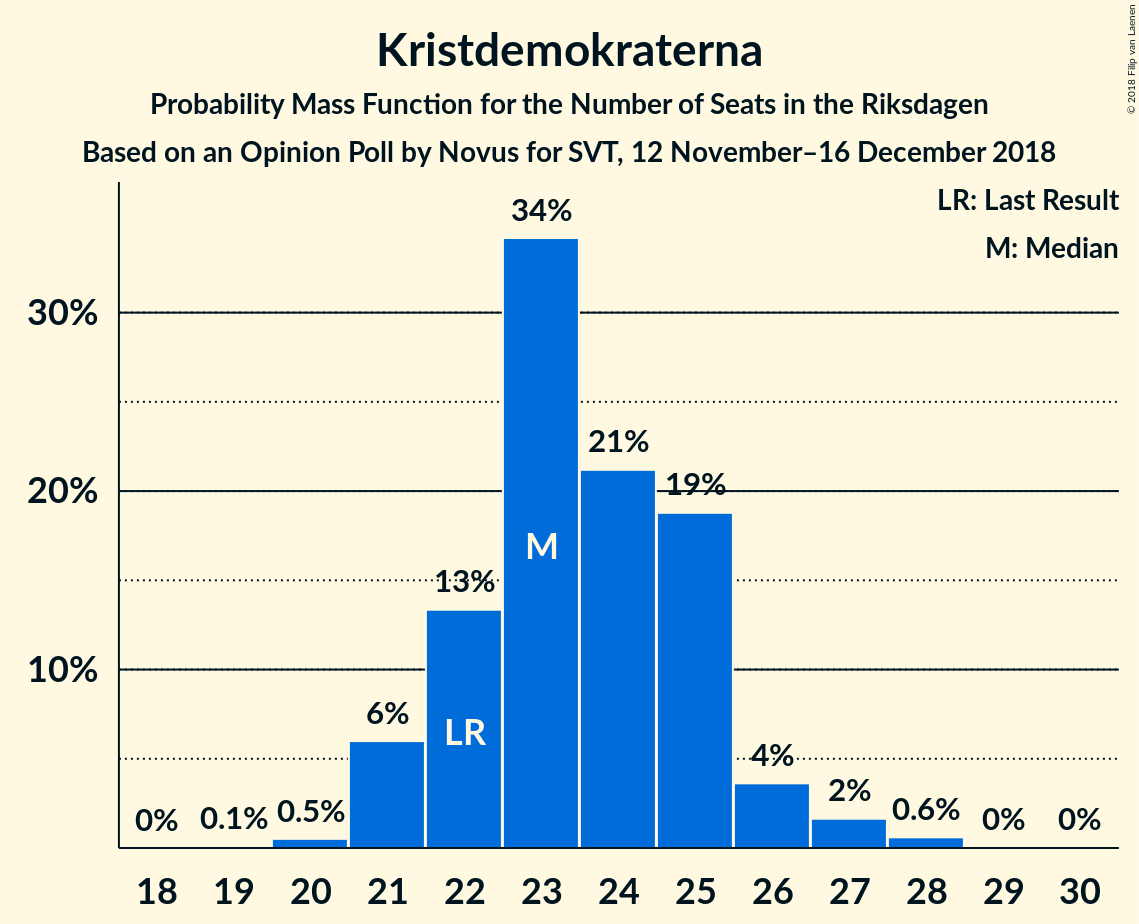 Kristdemokraterna
Probability Mass Function for the Number of Seats in the Riksdagen
Based on an Opinion Poll by Novus for SVT, 12 November–16 December 2018
© 2018 Filip van Laenen
LR: Last Result
M: Median
34%
30%
21%
20%
19%
M
13%
10%
6%
LR
4%
2%
0% 0.1% 0.5% 0.6% 0% 0%
18 19 20 21 22 23 24 25 26 27 28 29 30